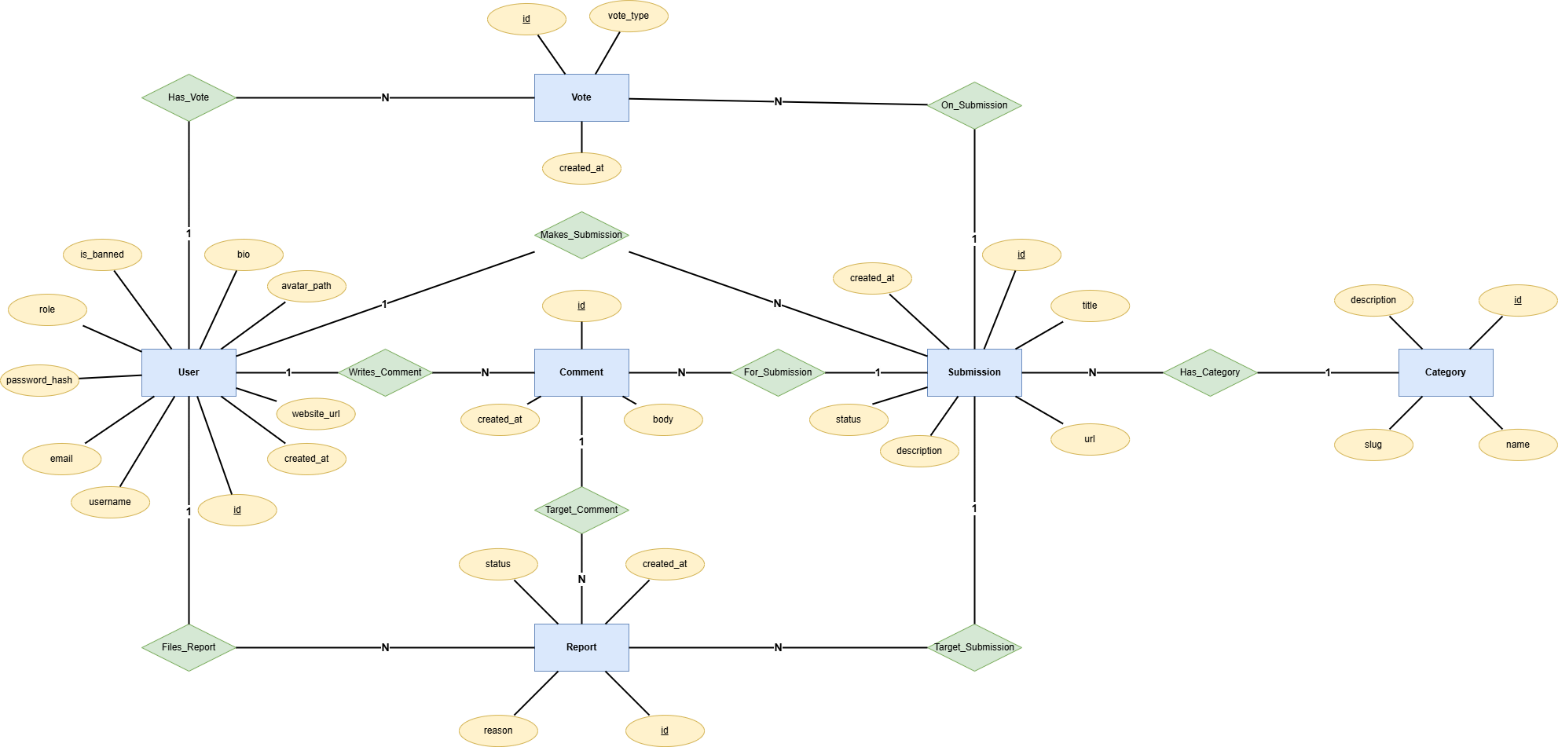 id
vote_type
Has_Vote
N
Vote
N
On_Submission
created_at
1
Makes_Submission
1
is_banned
bio
id
created_at
avatar_path
role
1
N
id
title
description
id
User
1
Writes_Comment
N
Comment
N
For_Submission
1
Submission
N
Has_Category
1
Category
password_hash
website_url
created_at
body
status
url
description
slug
name
email
created_at
1
username
id
1
Target_Comment
1
status
created_at
N
Files_Report
N
Report
N
Target_Submission
reason
id